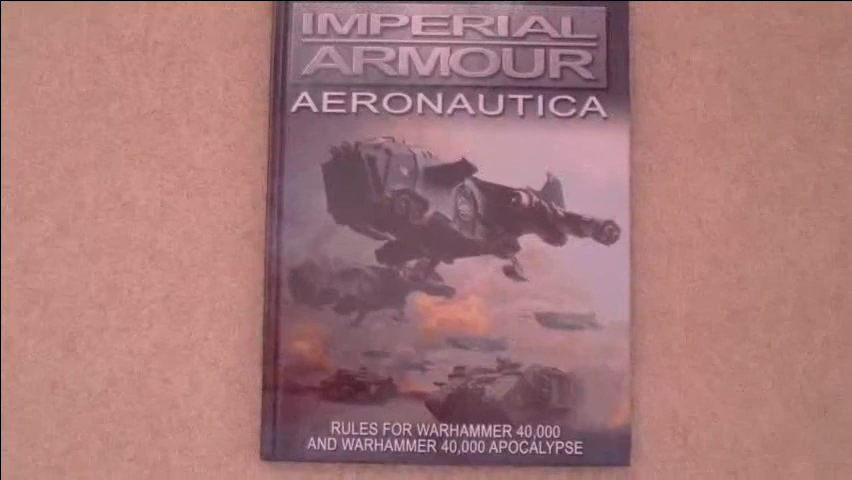 IMPERIAL
ARMOUR
AERONAUTICA
RULES FOR WARHAMMER 40,000
AND WARHAMMER 40,000 APOCALYPSE